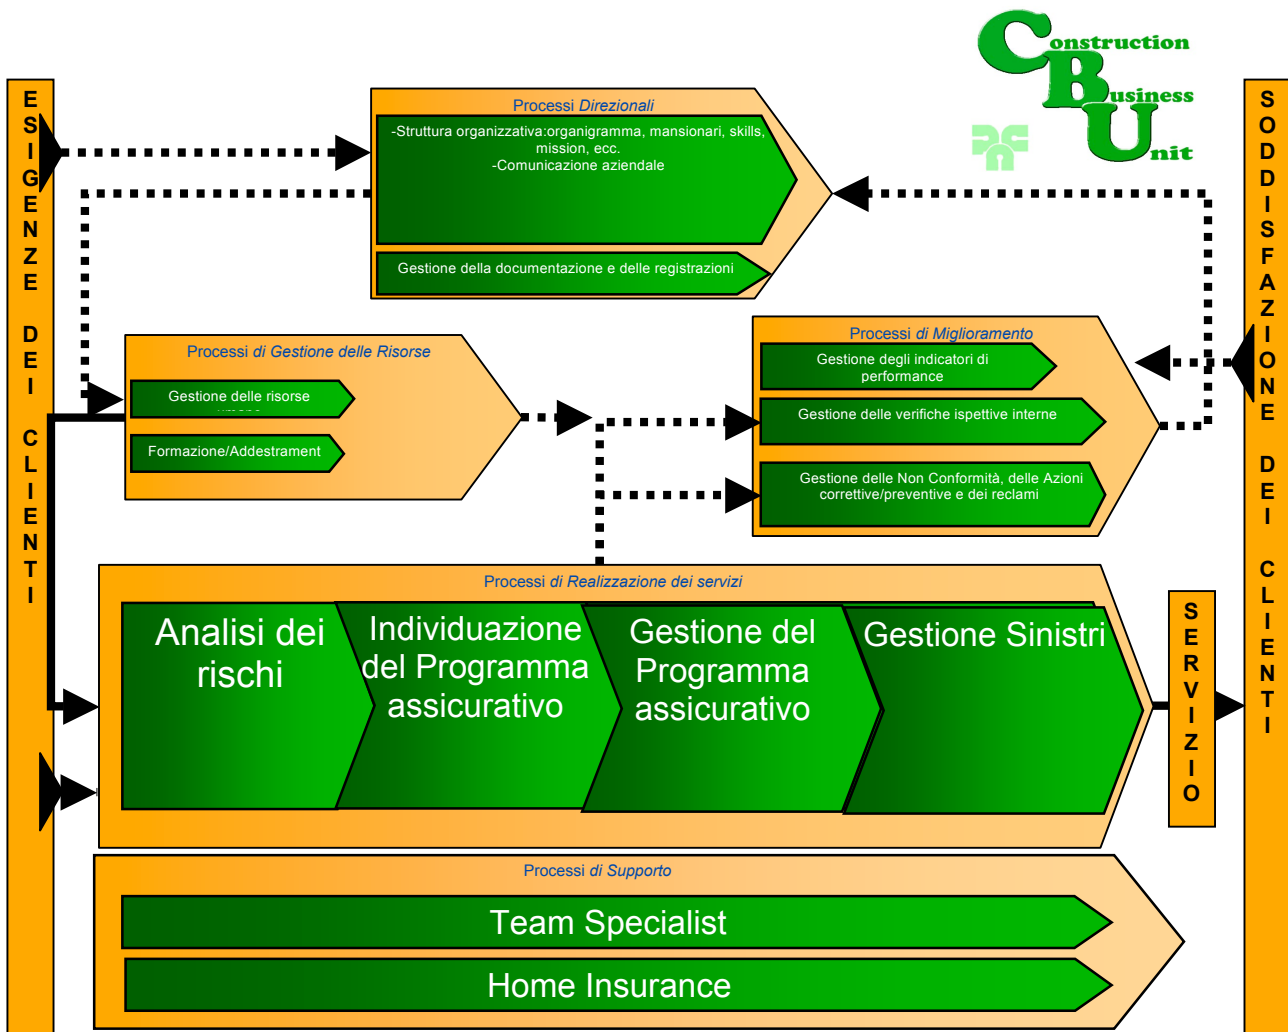 Construction
Business
Unit
ESIGENZE DEI CLIENTI
SODDISFAZIONE DEI CLIENTI
Processi Direzionali
-Struttura organizzativa:organigramma, mansionari, skills,
mission, ecc.
-Comunicazione aziendale
Gestione della documentazione e delle registrazioni
Processi di Gestione delle Risorse
Gestione delle risorse
Formazione/Addestrament
Processi di Miglioramento
Gestione degli indicatori di
performance
Gestione delle verifiche ispettive interne
Gestione delle Non Conformità, delle Azioni
correttive/preventive e dei reclami
Processi di Realizzazione dei servizi
Analisi dei
rischi
Individuazione
del Programma
assicurativo
Gestione del
Programma
assicurativo
Gestione Sinistri
SERVIZIO
Processi di Supporto
Team Specialist
Home Insurance